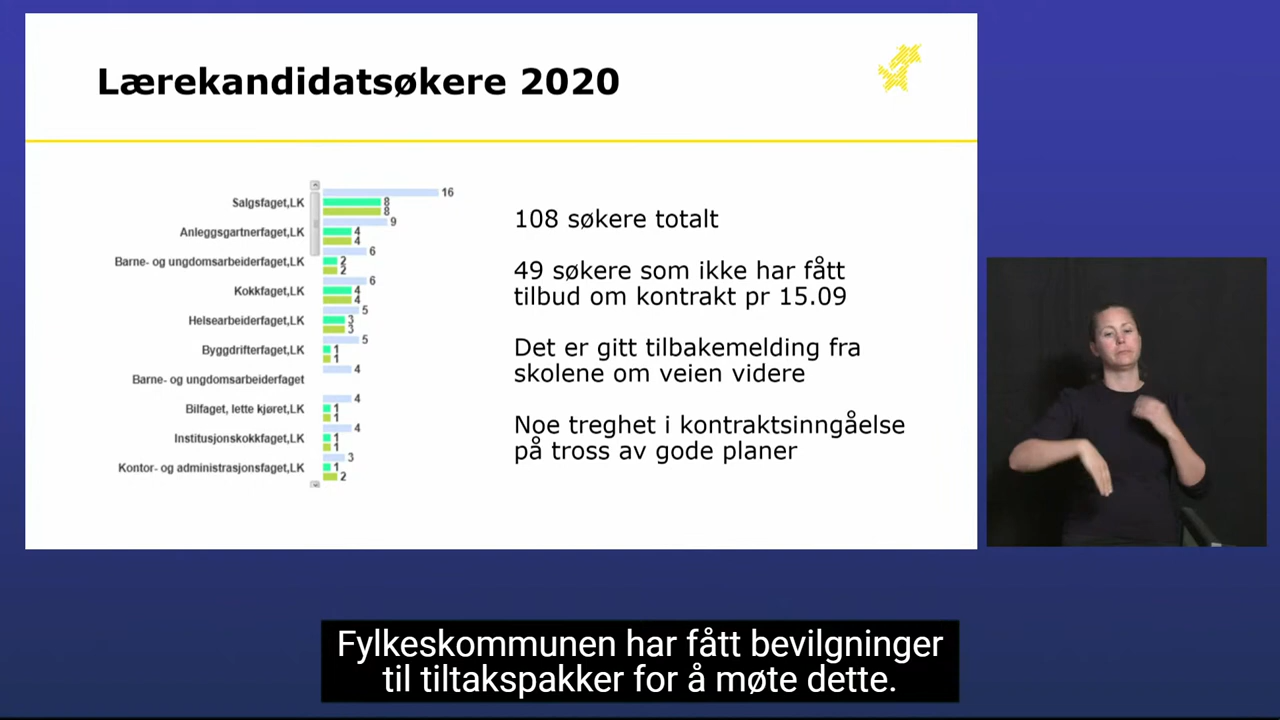 Lærekandidatsøkere 2020
Salgsfaget,LK
16
8
8
Anleggsgartnerfaget,LK
9
4
4
Barne- og ungdomsarbeiderfaget,LK
6
2
2
Kokkfaget,LK
6
4
4
Helsearbeiderfaget,LK
5
3
3
Byggdrifterfaget,LK
5
1
1
Barne- og ungdomsarbeiderfaget
4
Bilfaget, lette kjøret,LK
4
1
1
Institusjonskokkfaget,LK
4
1
1
Kontor- og administrasjonsfaget,LK
3
1
2
108 søkere totalt
49 søkere som ikke har fått
tilbud om kontrakt pr 15.09
Det er gitt tilbakemelding fra
skolene om veien videre
Noe treghet i kontraktsinngåelse
på tross av gode planer
Fylkeskommunen har fått bevilgninger
til tiltakspakker for å møte dette.